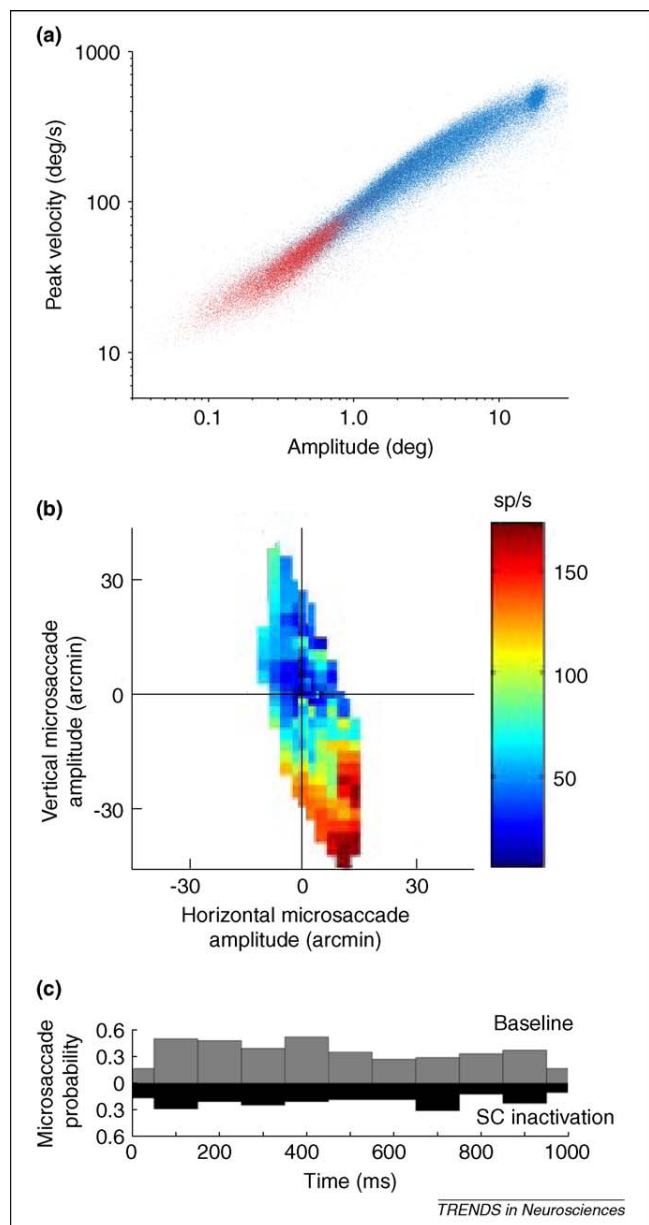 (a)
1000
100
10
Peak velocity (deg/s)
0.1
1.0
10
Amplitude (deg)
(b)
sp/s
30
0
-30
Vertical microsaccade
amplitude (arcmin)
-30
0
30
Horizontal microsaccade
amplitude (arcmin)
150
100
50
(c)
0.6
0.3
0
0.3
0.6
Microsaccade
probability
Baseline
SC inactivation
0
200
400
600
800
1000
Time (ms)
TRENDS in Neurosciences